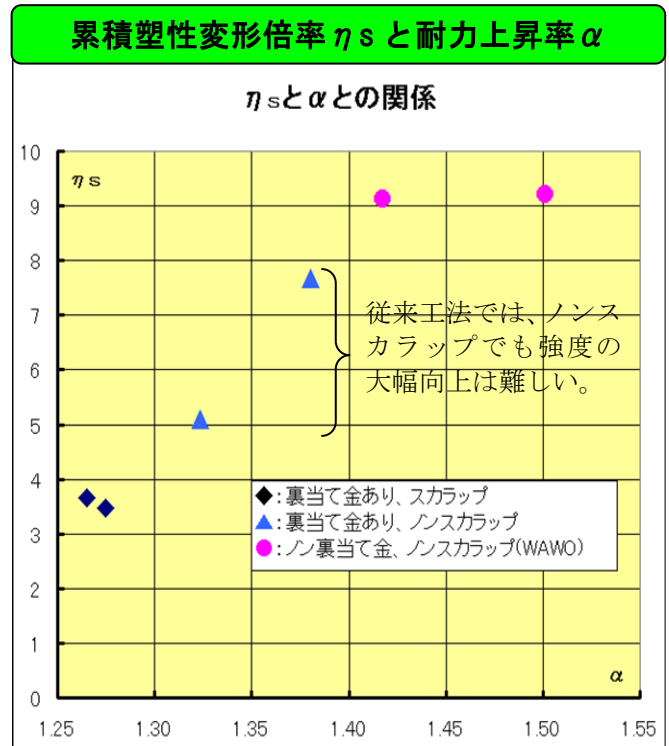 累積塑性変形倍率ηsと耐力上昇率α
ηsとαとの関係
10
ηs
9
8
7
従来工法では、ノンス
カラップでも強度の
大幅向上は難しい。
6
5
4
◆:裏当て金あり、スカラップ
▲:裏当て金あり、ノンスカラップ
●:ノン裏当て金、ノンスカラップ(WAWO)
3
2
1
α
0
1.25 1.30 1.35 1.40 1.45 1.50 1.55